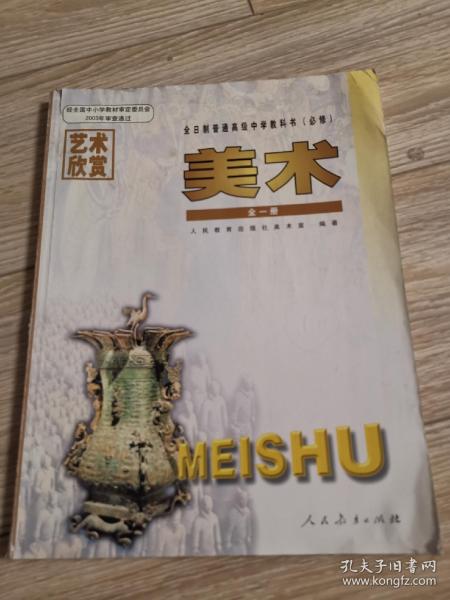 经全国中小学教材审定委员会
2003年审查通过
全日制普通高级中学教科书（必修）
艺术
欣赏
美术
全一册
人民教育出版社美术室 编著
MEISHU
人民教育出版社
孔夫子旧书网
www.kongfz.com